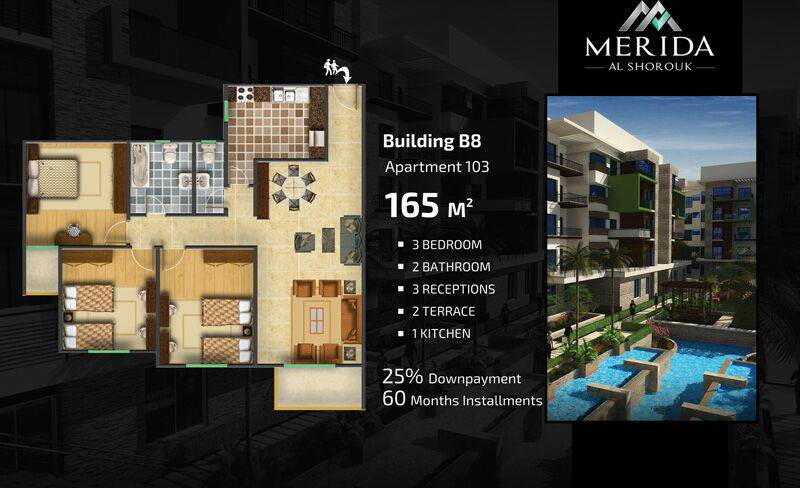 MERIDA
AL SHOROUK
Building B8
Apartment 103
165 M²
3 BEDROOM
2 BATHROOM
3 RECEPTIONS
2 TERRACE
1 KITCHEN
25% Downpayment
60 Months Installments